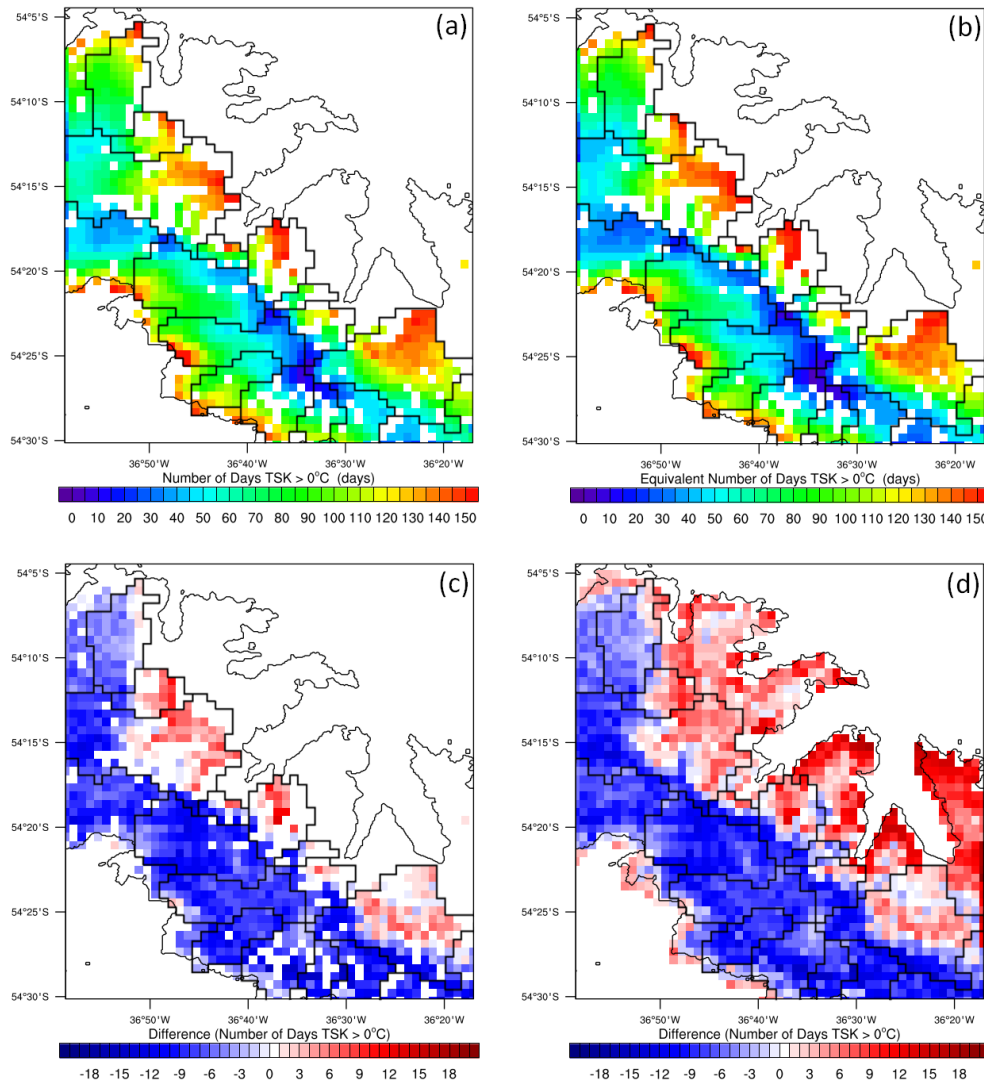 (a)
54°5'S
54°10'S
54°15'S
54°20'S
54°25'S
54°30'S
36°50'W 36°40'W 36°30'W 36°20'W
Number of Days TSK > 0°C (days)
0 10 20 30 40 50 60 70 80 90 100 110 120 130 140 150
(b)
54°5'S
54°10'S
54°15'S
54°20'S
54°25'S
54°30'S
36°50'W 36°40'W 36°30'W 36°20'W
Equivalent Number of Days TSK > 0°C (days)
0 10 20 30 40 50 60 70 80 90 100 110 120 130 140 150
(c)
54°5'S
54°10'S
54°15'S
54°20'S
54°25'S
54°30'S
36°50'W 36°40'W 36°30'W 36°20'W
Difference (Number of Days TSK > 0°C)
-18 -15 -12 -9 -6 -3 0 3 6 9 12 15 18
(d)
54°5'S
54°10'S
54°15'S
54°20'S
54°25'S
54°30'S
36°50'W 36°40'W 36°30'W 36°20'W
Difference (Number of Days TSK > 0°C)
-18 -15 -12 -9 -6 -3 0 3 6 9 12 15 18